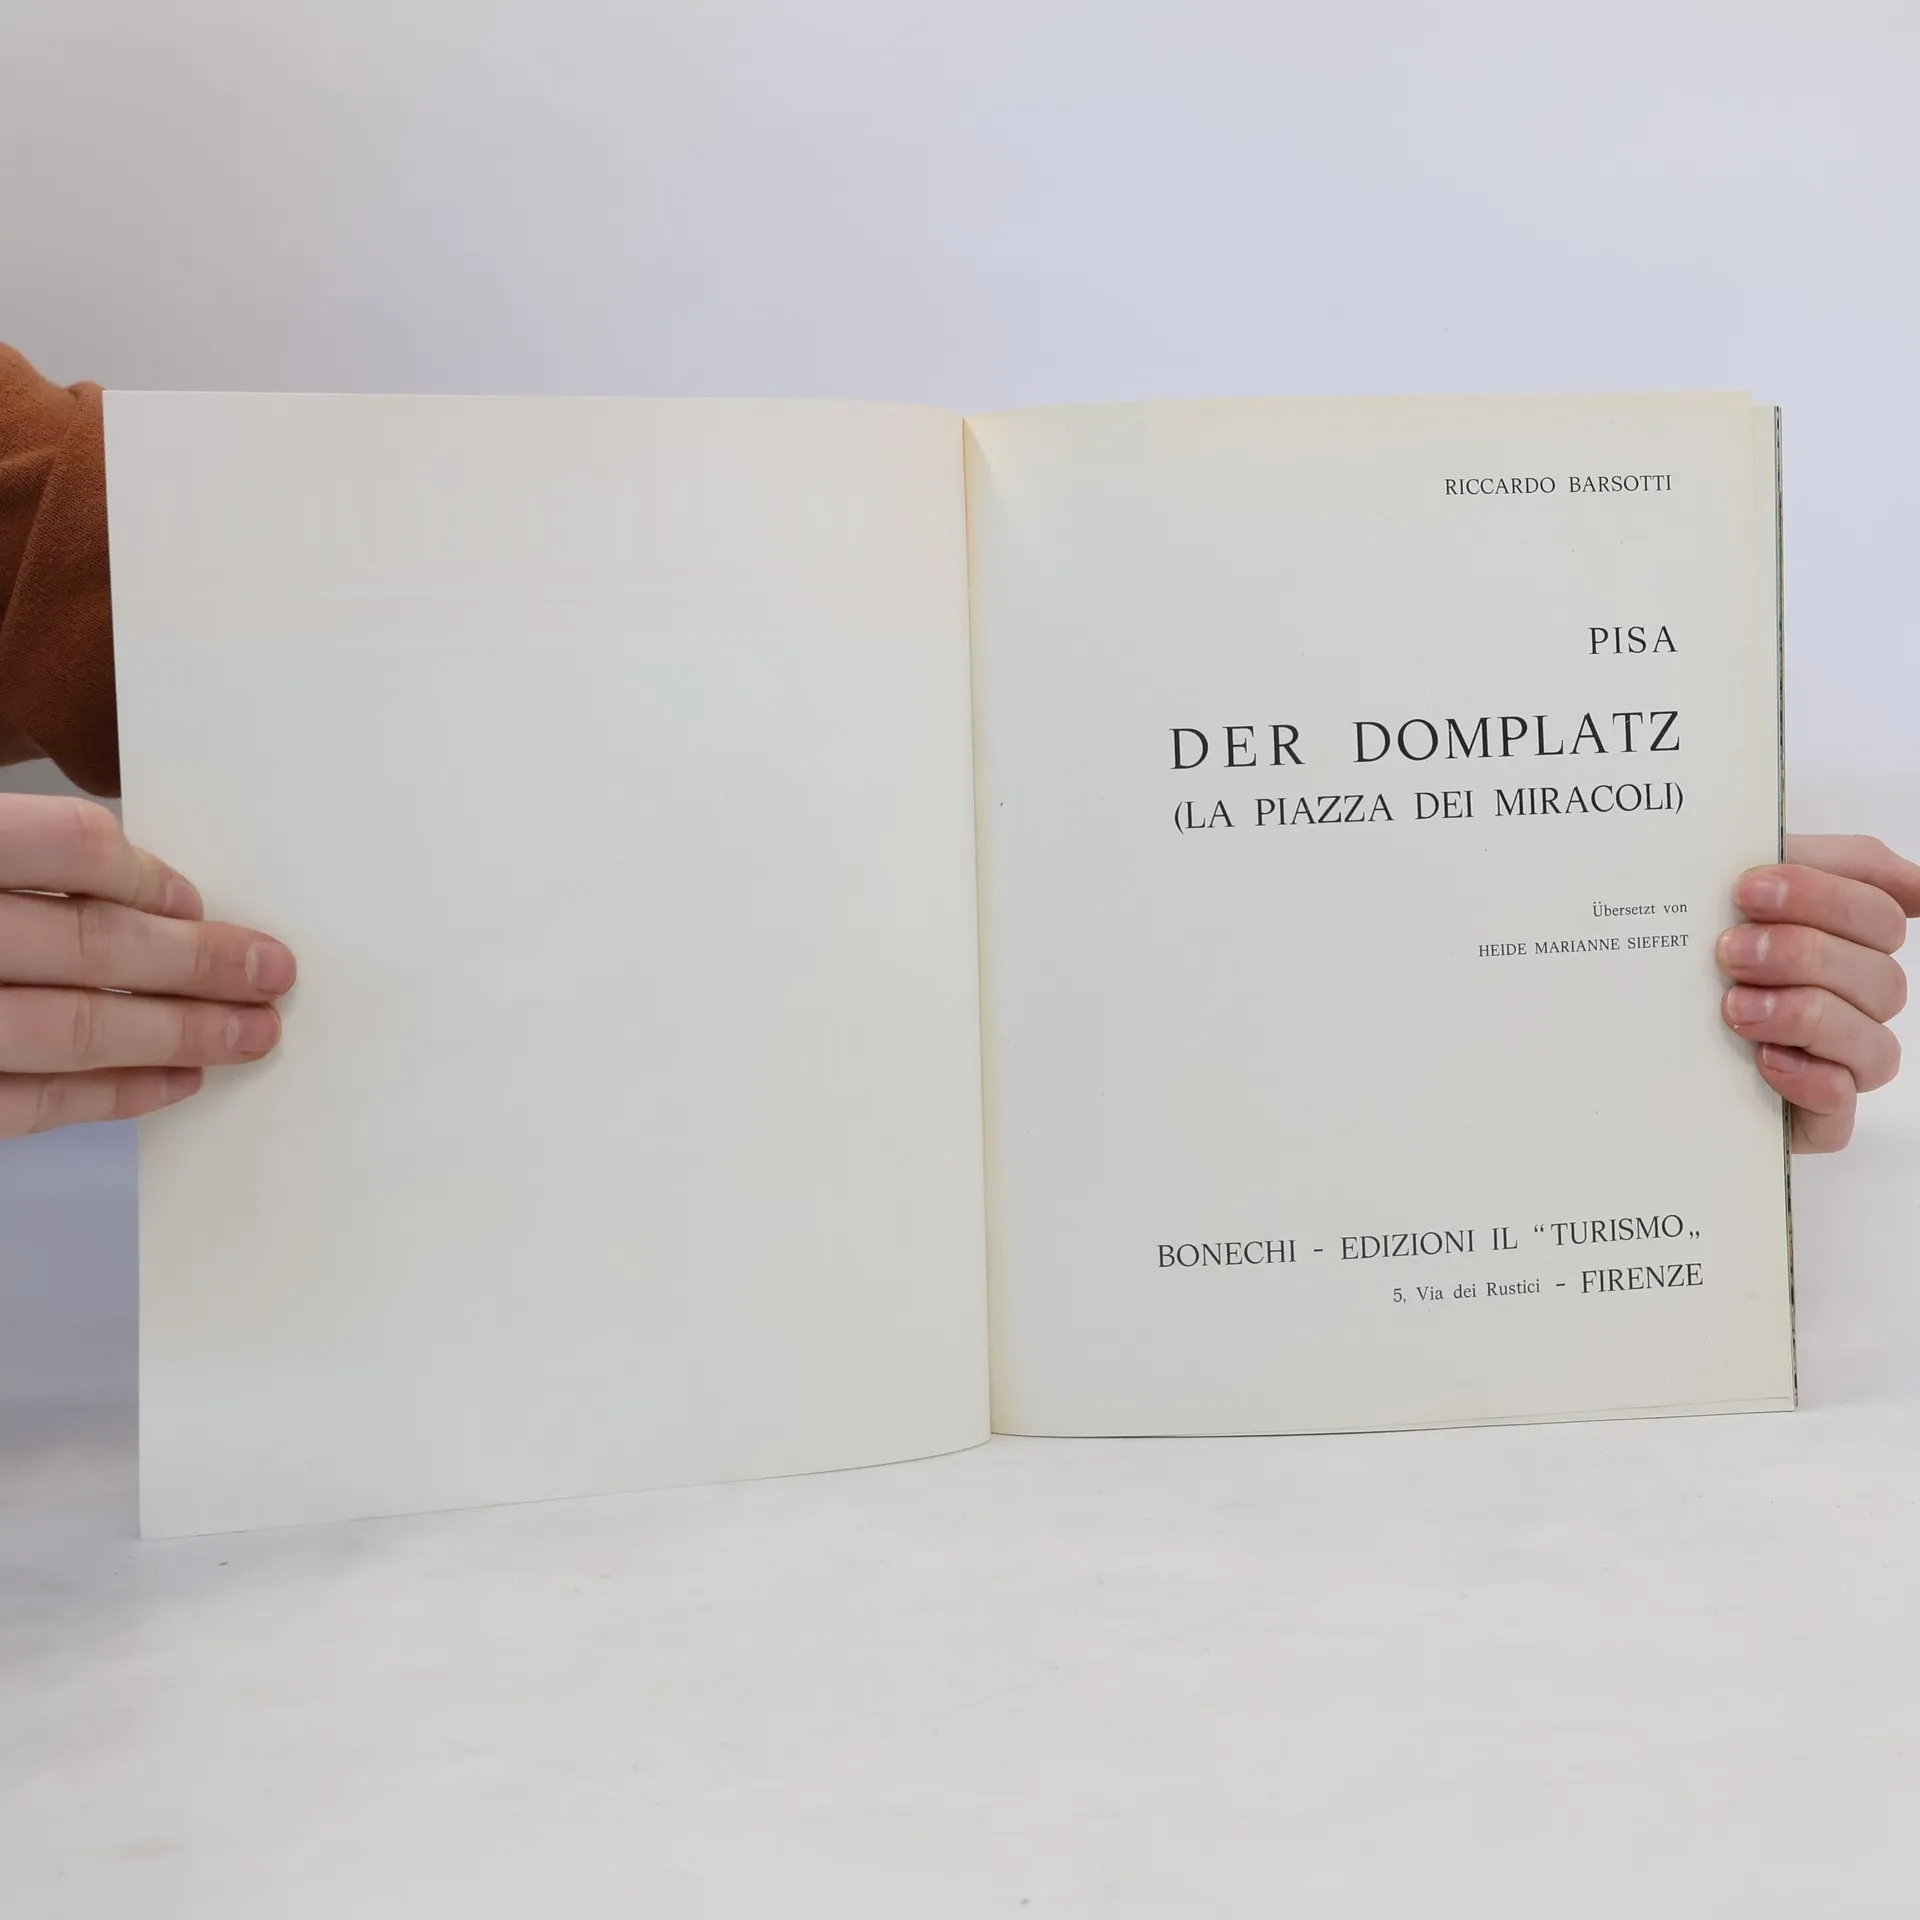 RICCARDO BARSOTTI
PISA
DER DOMPLATZ
(LA PIAZZA DEI MIRACOLI)
Übersetzt von
HEIDE MARIANNE SIEFERT
BONECHI - EDIZIONI IL “TURISMO„
5, Via dei Rustici - FIRENZE